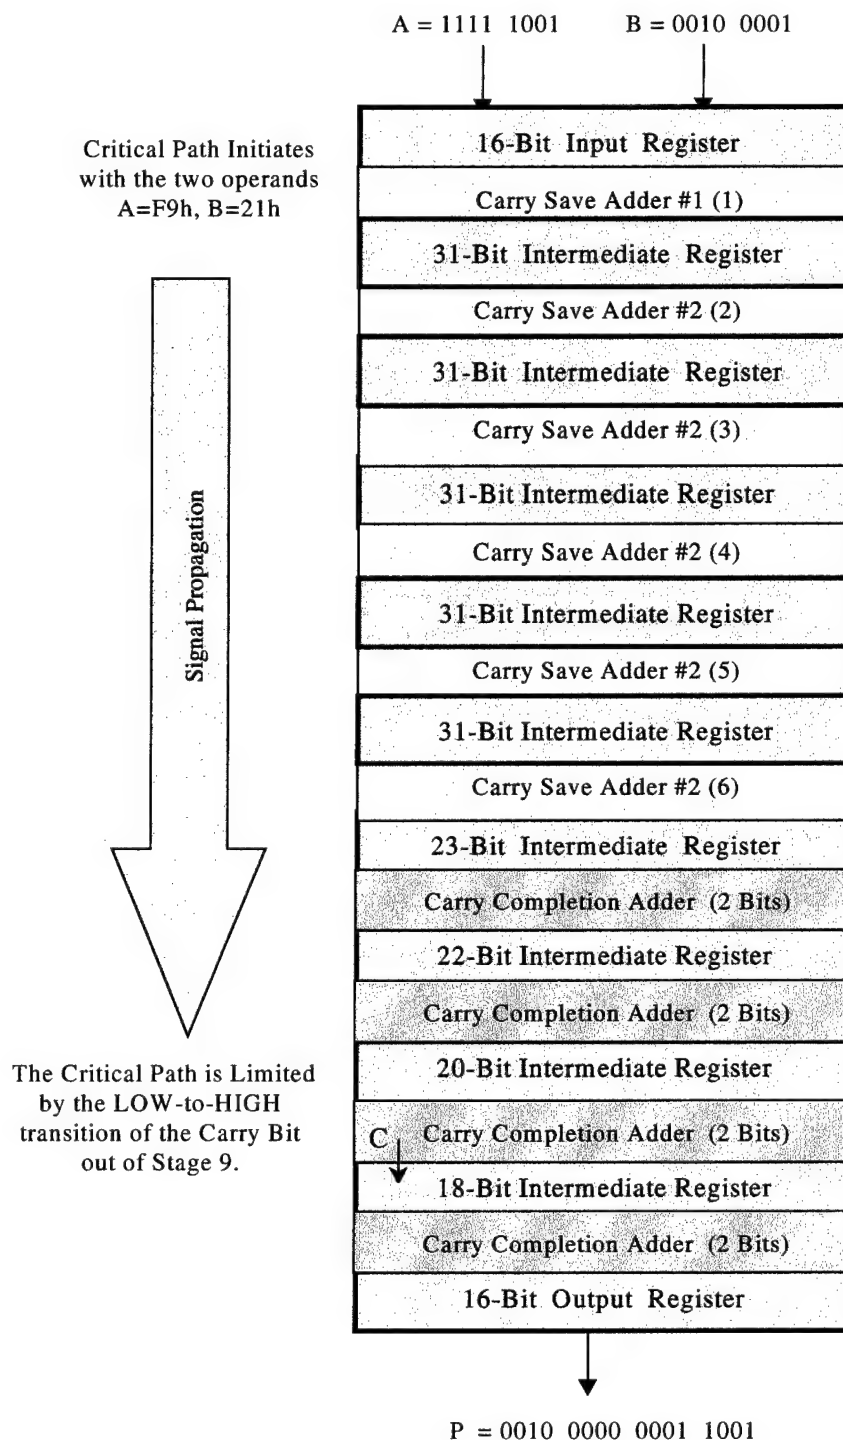 A = 1111 1001
B = 0010 0001
Critical Path Initiates
with the two operands
A=F9h, B=21h
16-Bit Input Register
Carry Save Adder #1 (1)
31-Bit Intermediate Register
Carry Save Adder #2 (2)
31-Bit Intermediate Register
Carry Save Adder #2 (3)
31-Bit Intermediate Register
Carry Save Adder #2 (4)
31-Bit Intermediate Register
Carry Save Adder #2 (5)
31-Bit Intermediate Register
Carry Save Adder #2 (6)
23-Bit Intermediate Register
Carry Completion Adder (2 Bits)
22-Bit Intermediate Register
Carry Completion Adder (2 Bits)
20-Bit Intermediate Register
C
Carry Completion Adder (2 Bits)
18-Bit Intermediate Register
Carry Completion Adder (2 Bits)
16-Bit Output Register
Signal Propagation
The Critical Path is Limited
by the LOW-to-HIGH
transition of the Carry Bit
out of Stage 9.
P = 0010 0000 0001 1001